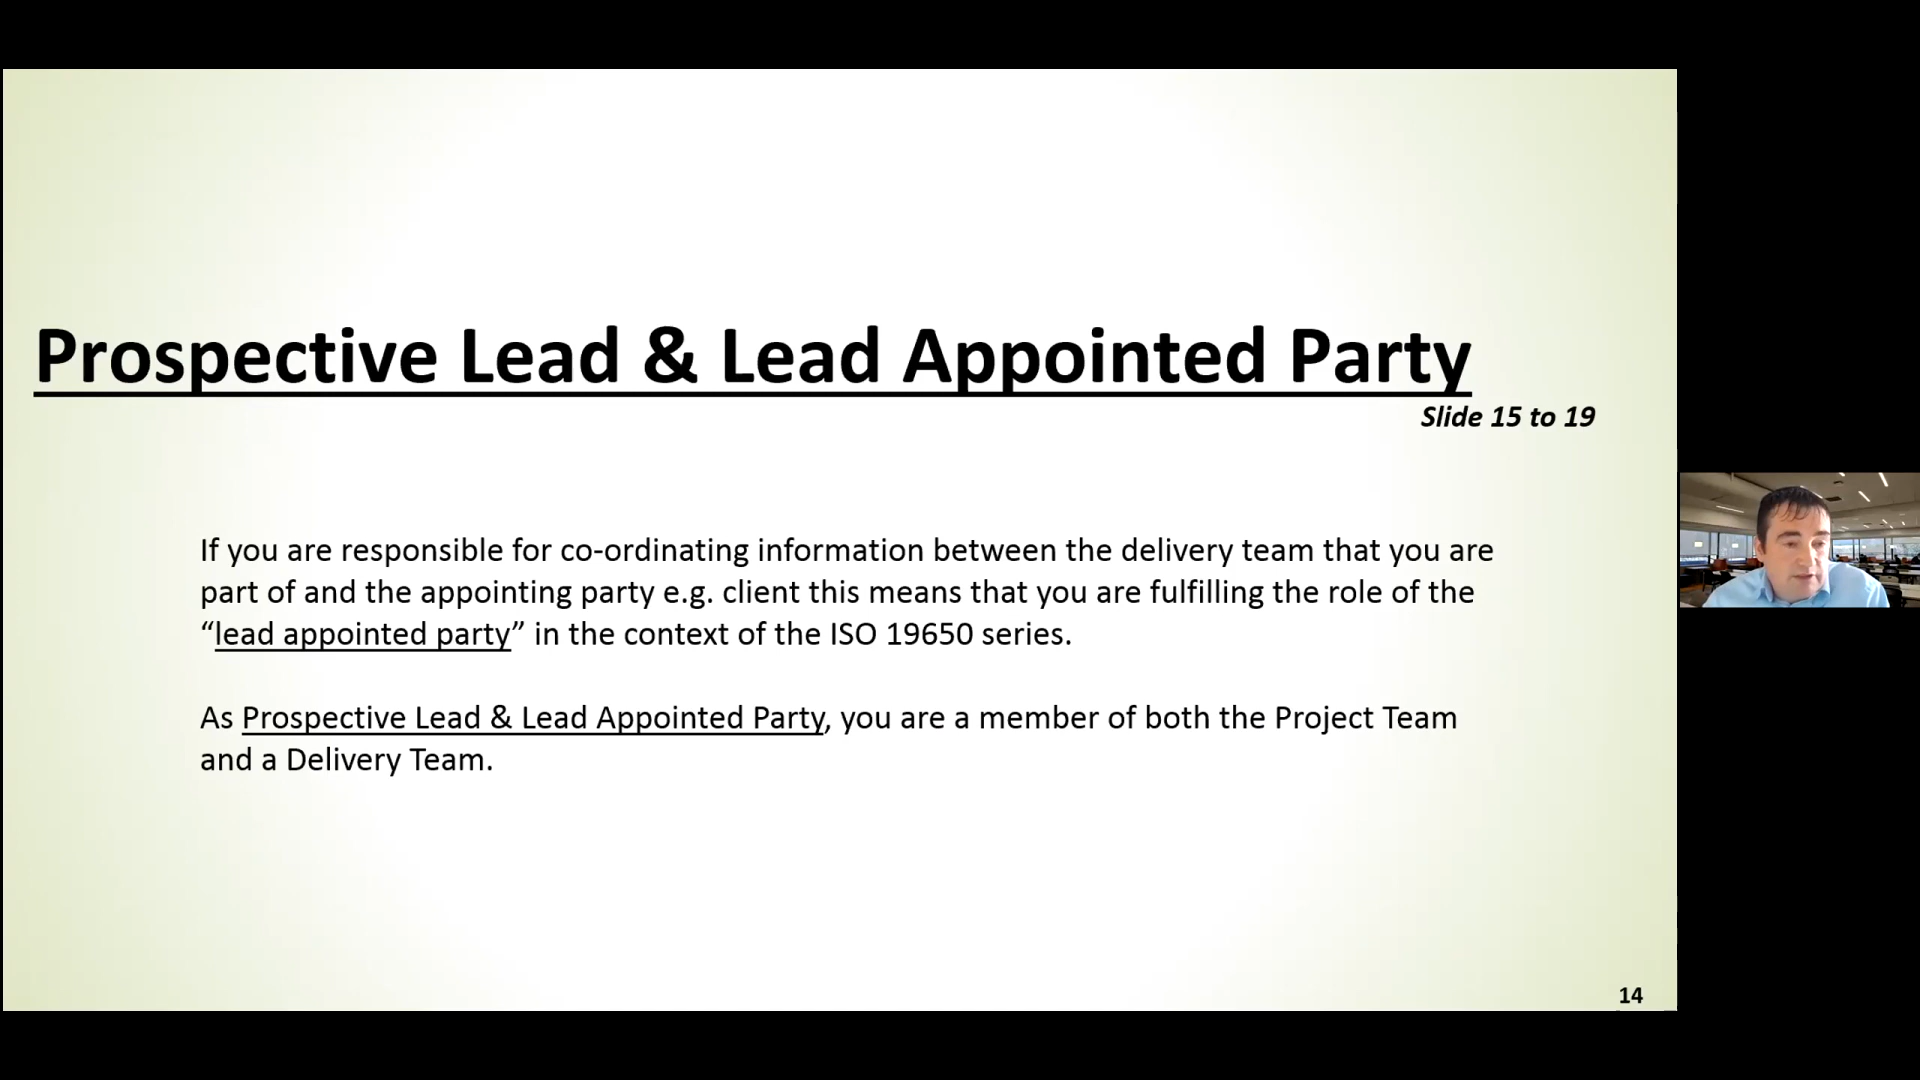 Prospective Lead & Lead Appointed Party
Slide 15 to 19
If you are responsible for co-ordinating information between the delivery team that you are
part of and the appointing party e.g. client this means that you are fulfilling the role of the
“lead appointed party” in the context of the ISO 19650 series.
As Prospective Lead & Lead Appointed Party, you are a member of both the Project Team
and a Delivery Team.
14